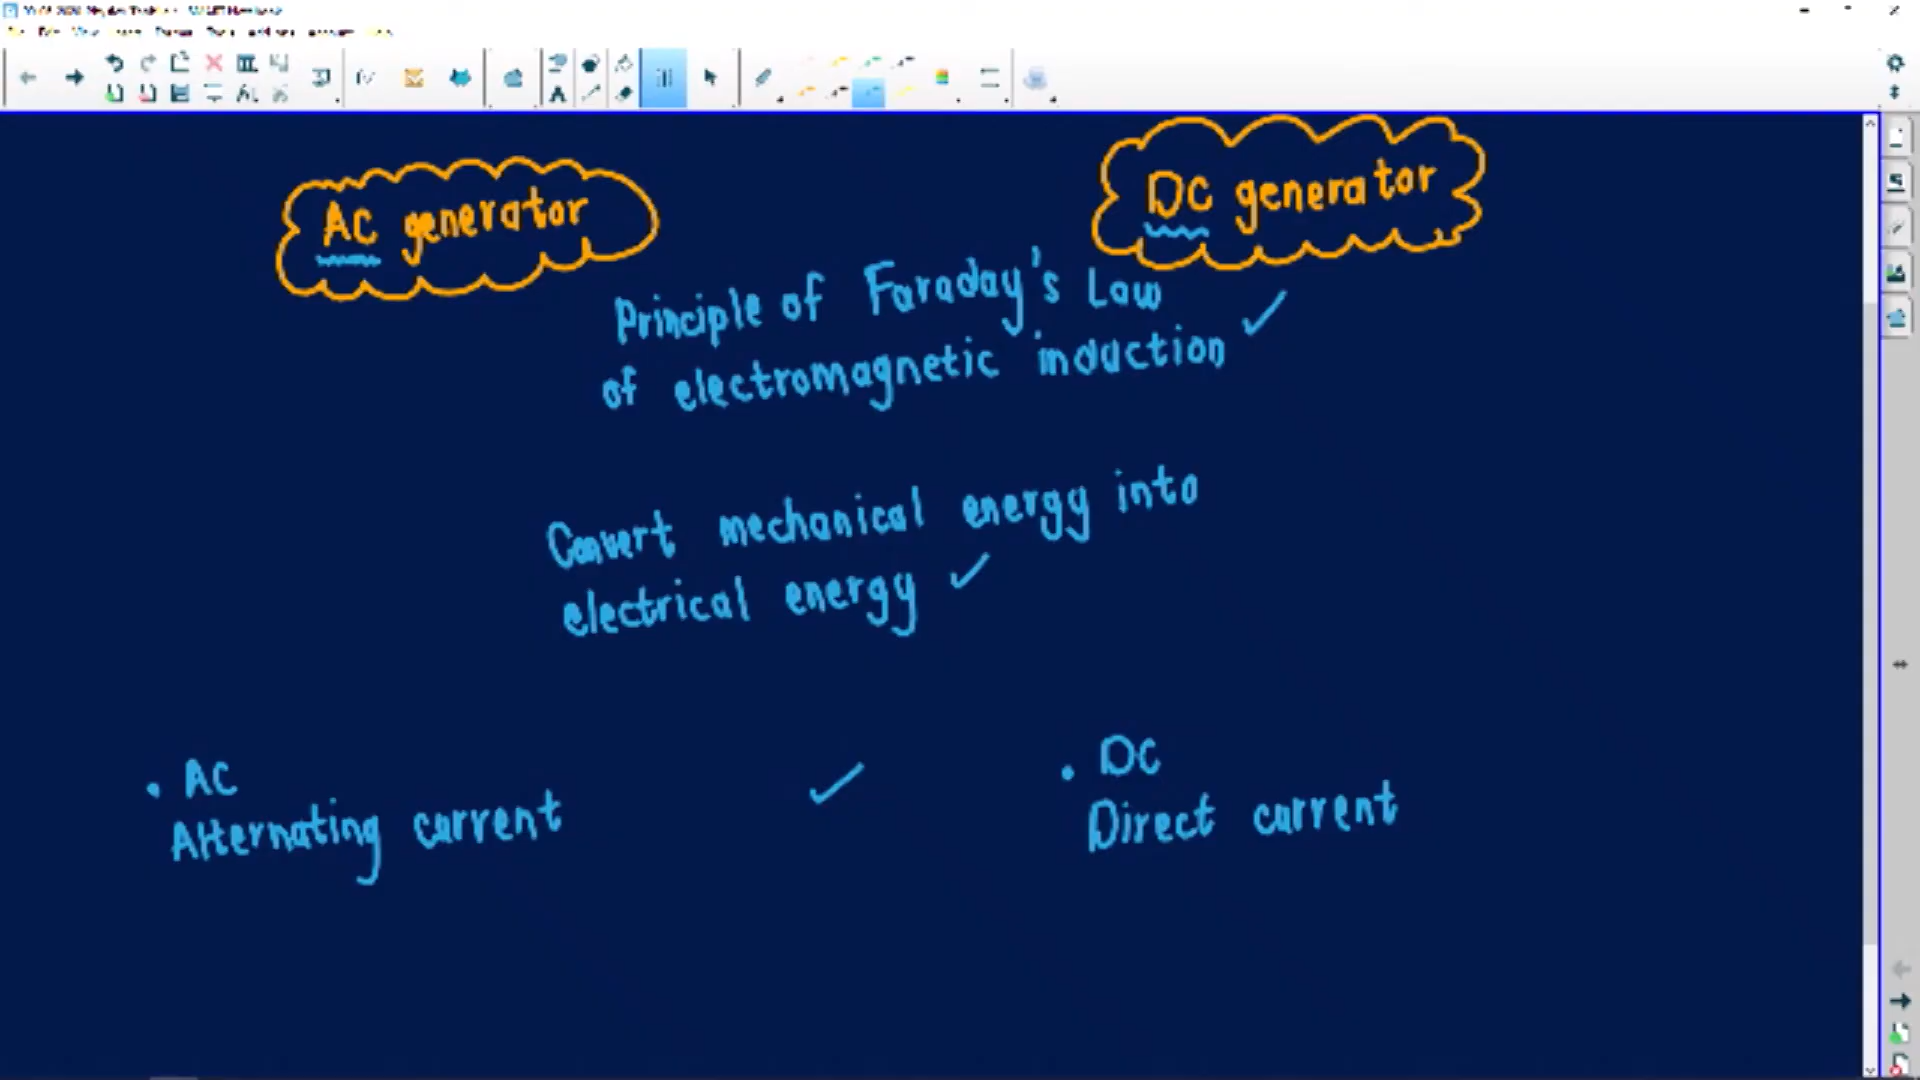 AC generator
DC generator
Principle of Faraday's Law
of electromagnetic induction ✓
Convert mechanical energy into
electrical energy ✓
• AC
Alternating current
✓
• DC
Direct current